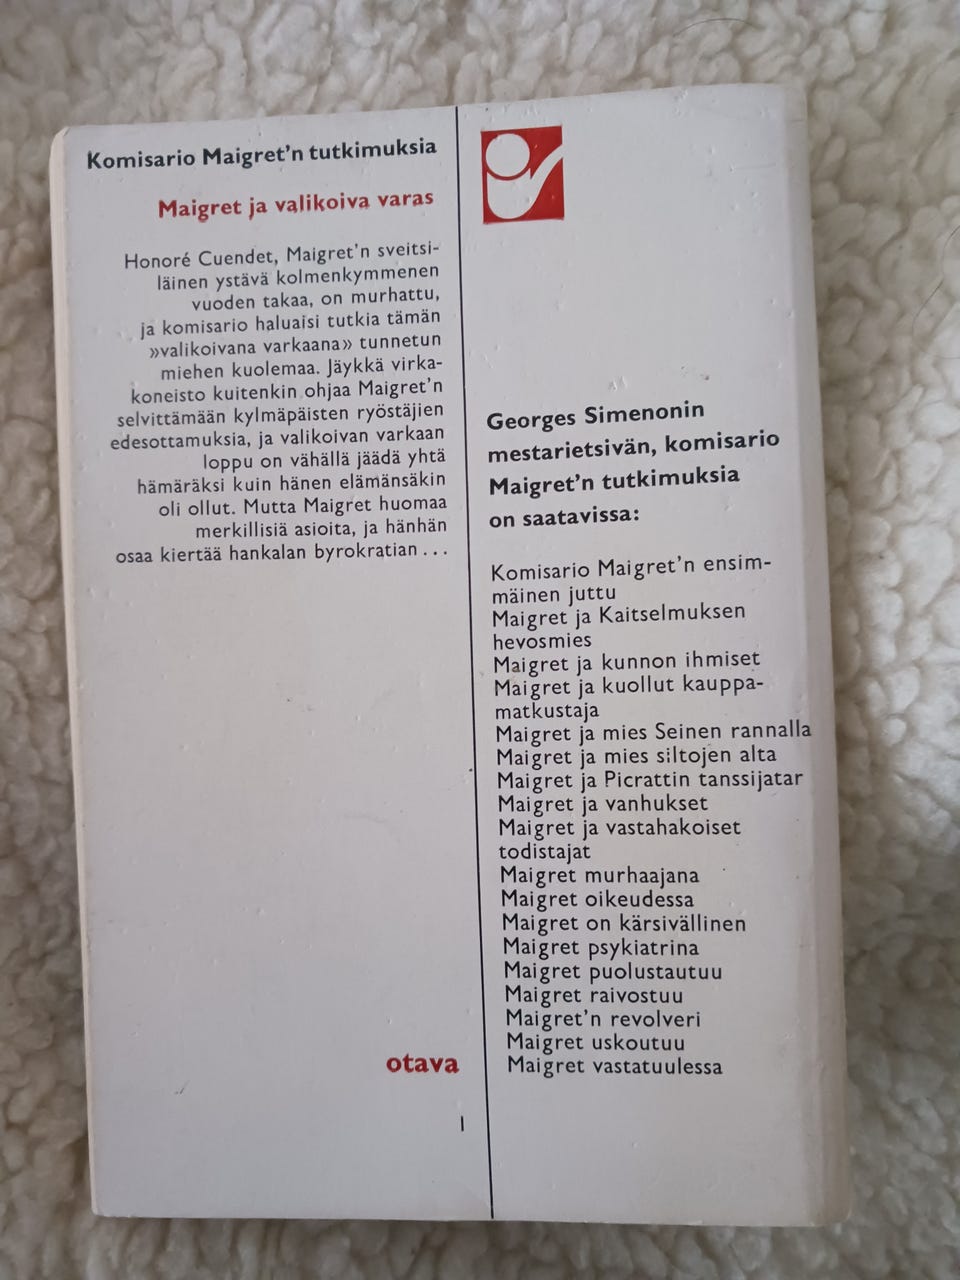 Komisario Maigret'n tutkimuksia
Maigret ja valikoiva varas
Honoré Cuendet, Maigret'n sveitsi-
läinen ystävä kolmenkymmenen
vuoden takaa, on murhattu,
ja komisario haluaisi tutkia tämän
»valikoivana varkaana» tunnetun
miehen kuolemaa. Jäykkä virka-
koneisto kuitenkin ohjaa Maigret'n
selvittämään kylmäpäisten ryöstäjien
edesottamuksia, ja valikoivan varkaan
loppu on vähällä jäädä yhtä
hämäräksi kuin hänen elämänsäkin
oli ollut. Mutta Maigret huomaa
merkillisiä asioita, ja hänhän
osaa kiertää hankalan byrokratian...
otava
Georges Simenonin
mestarietsivän, komisario
Maigret'n tutkimuksia
on saatavissa:
Komisario Maigret'n ensim-
mäinen juttu
Maigret ja Kaitselmuksen
hevosmies
Maigret ja kunnon ihmiset
Maigret ja kuollut kauppa-
matkustaja
Maigret ja mies Seinen rannalla
Maigret ja mies siltojen alta
Maigret ja Picrattin tanssijatar
Maigret ja vanhukset
Maigret ja vastahakoiset
todistajat
Maigret murhaajana
Maigret oikeudessa
Maigret on kärsivällinen
Maigret psykiatrina
Maigret puolustautuu
Maigret raivostuu
Maigret'n revolveri
Maigret uskoutuu
Maigret vastatuulessa